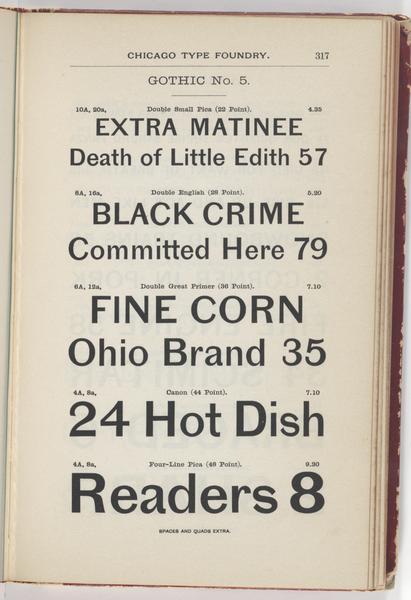 CHICAGO TYPE FOUNDRY. 317
GOTHIC No. 5.
10A, 20a, Double Small Pica (22 Point). 4.35
EXTRA MATINEE
Death of Little Edith 57
8A, 16a, Double English (28 Point). 5.20
BLACK CRIME
Committed Here 79
6A, 12a, Double Great Primer (36 Point). 7.10
FINE CORN
Ohio Brand 35
4A, 8a, Canon (44 Point). 7.10
24 Hot Dish
4A, 8a, Four-Line Pica (48 Point). 9.20
Readers 8
SPACES AND QUADS EXTRA.